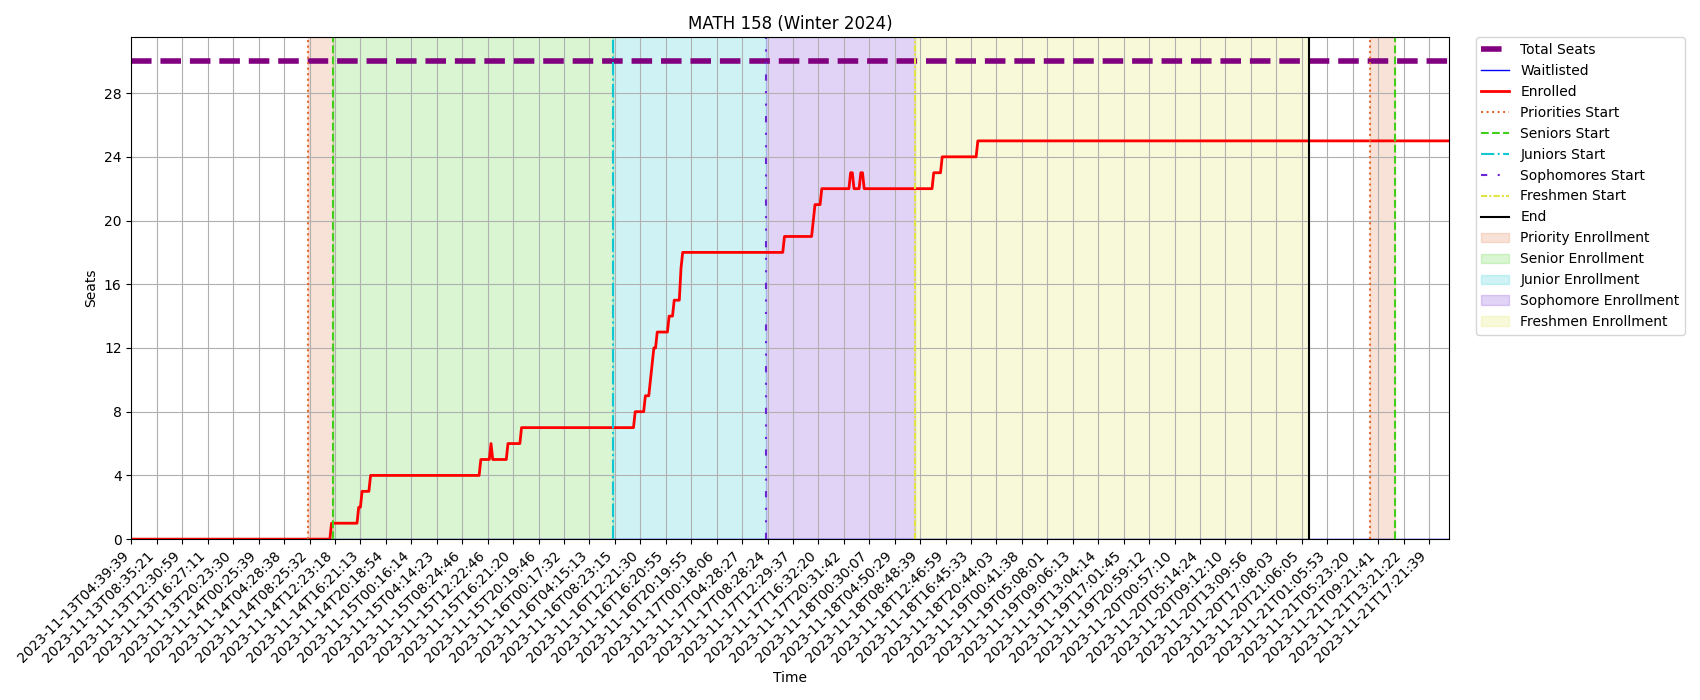 MATH 158 (Winter 2024)
Total Seats
Waitlisted
Enrolled
Priorities Start
Seniors Start
Juniors Start
Sophomores Start
Freshmen Start
End
Priority Enrollment
Senior Enrollment
Junior Enrollment
Sophomore Enrollment
Freshmen Enrollment
Seats
28
24
20
16
12
8
4
0
2023-11-13T04:39:39
2023-11-13T08:35:21
2023-11-13T12:30:59
2023-11-13T16:27:11
2023-11-13T20:23:30
2023-11-14T00:25:39
2023-11-14T04:28:38
2023-11-14T08:25:32
2023-11-14T12:23:18
2023-11-14T16:21:13
2023-11-14T20:18:54
2023-11-15T00:16:14
2023-11-15T04:14:23
2023-11-15T08:24:46
2023-11-15T12:22:46
2023-11-15T16:21:20
2023-11-15T20:19:46
2023-11-16T00:17:32
2023-11-16T04:15:13
2023-11-16T08:23:15
2023-11-16T12:21:30
2023-11-16T16:20:55
2023-11-16T20:19:55
2023-11-17T00:18:06
2023-11-17T04:28:27
2023-11-17T08:28:24
2023-11-17T12:29:37
2023-11-17T16:32:20
2023-11-17T20:31:42
2023-11-18T00:30:07
2023-11-18T04:50:29
2023-11-18T08:48:39
2023-11-18T12:46:59
2023-11-18T16:45:33
2023-11-18T20:44:03
2023-11-19T00:41:38
2023-11-19T05:08:01
2023-11-19T09:06:13
2023-11-19T13:04:14
2023-11-19T17:01:45
2023-11-19T20:59:12
2023-11-20T00:57:10
2023-11-20T05:14:24
2023-11-20T09:12:10
2023-11-20T13:09:56
2023-11-20T17:08:03
2023-11-20T21:06:05
2023-11-21T01:05:53
2023-11-21T05:23:20
2023-11-21T09:21:41
2023-11-21T13:21:22
2023-11-21T17:21:39
Time